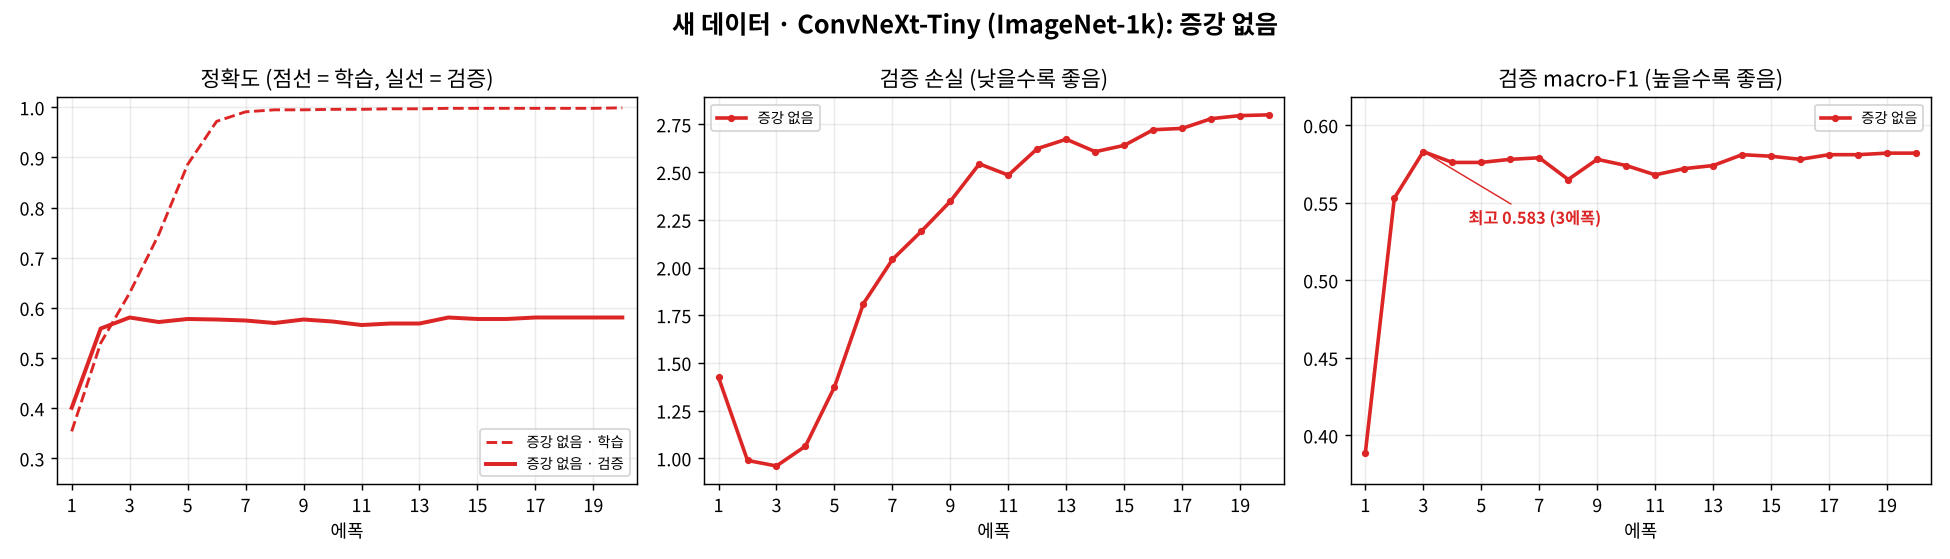 새 데이터 · ConvNeXt-Tiny (ImageNet-1k): 증강 없음
정확도 (점선 = 학습, 실선 = 검증)
1.0
0.9
0.8
0.7
0.6
0.5
0.4
0.3
증강 없음 · 학습
증강 없음 · 검증
1 3 5 7 9 11 13 15 17 19
에폭
검증 손실 (낮을수록 좋음)
증강 없음
2.75
2.50
2.25
2.00
1.75
1.50
1.25
1.00
1 3 5 7 9 11 13 15 17 19
에폭
검증 macro-F1 (높을수록 좋음)
증강 없음
0.60
0.55
0.50
0.45
0.40
최고 0.583 (3에폭)
1 3 5 7 9 11 13 15 17 19
에폭